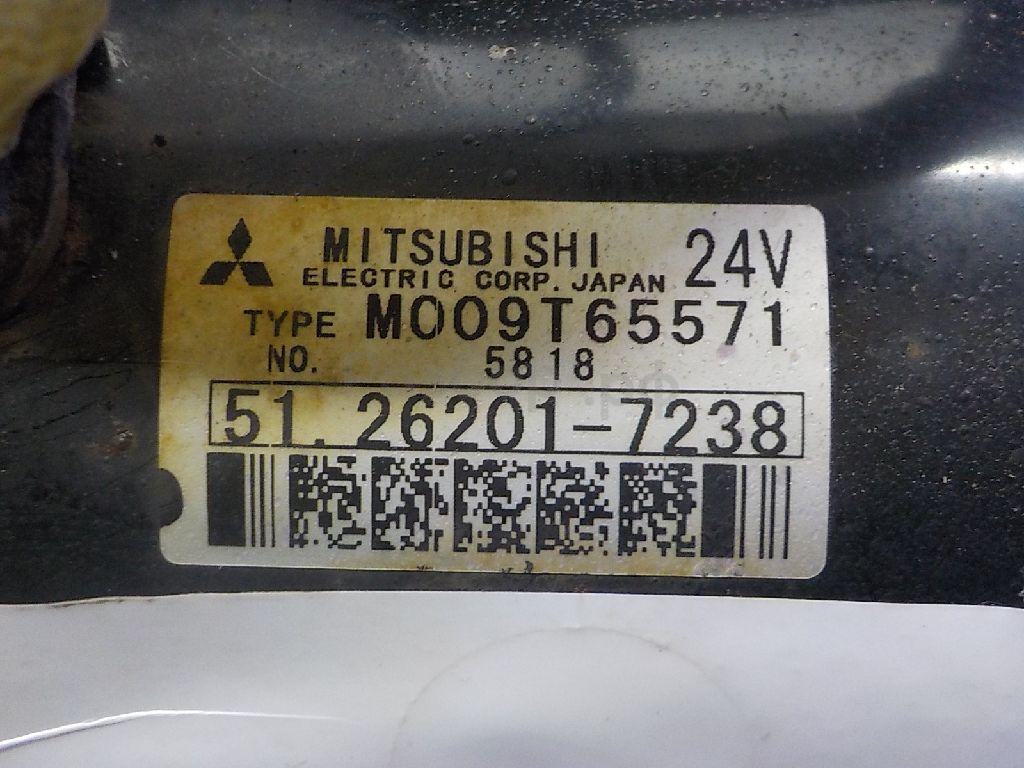 MITSUBISHI 24V
ELECTRIC CORP. JAPAN
TYPE M009T65571
NO. 5818
51.26201-7238